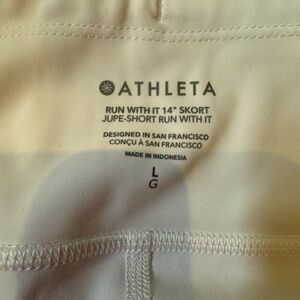 ATHLETA
RUN WITH IT 14" SKORT
JUPE-SHORT RUN WITH IT
DESIGNED IN SAN FRANCISCO
CONÇU À SAN FRANCISCO
MADE IN INDONESIA
L
G